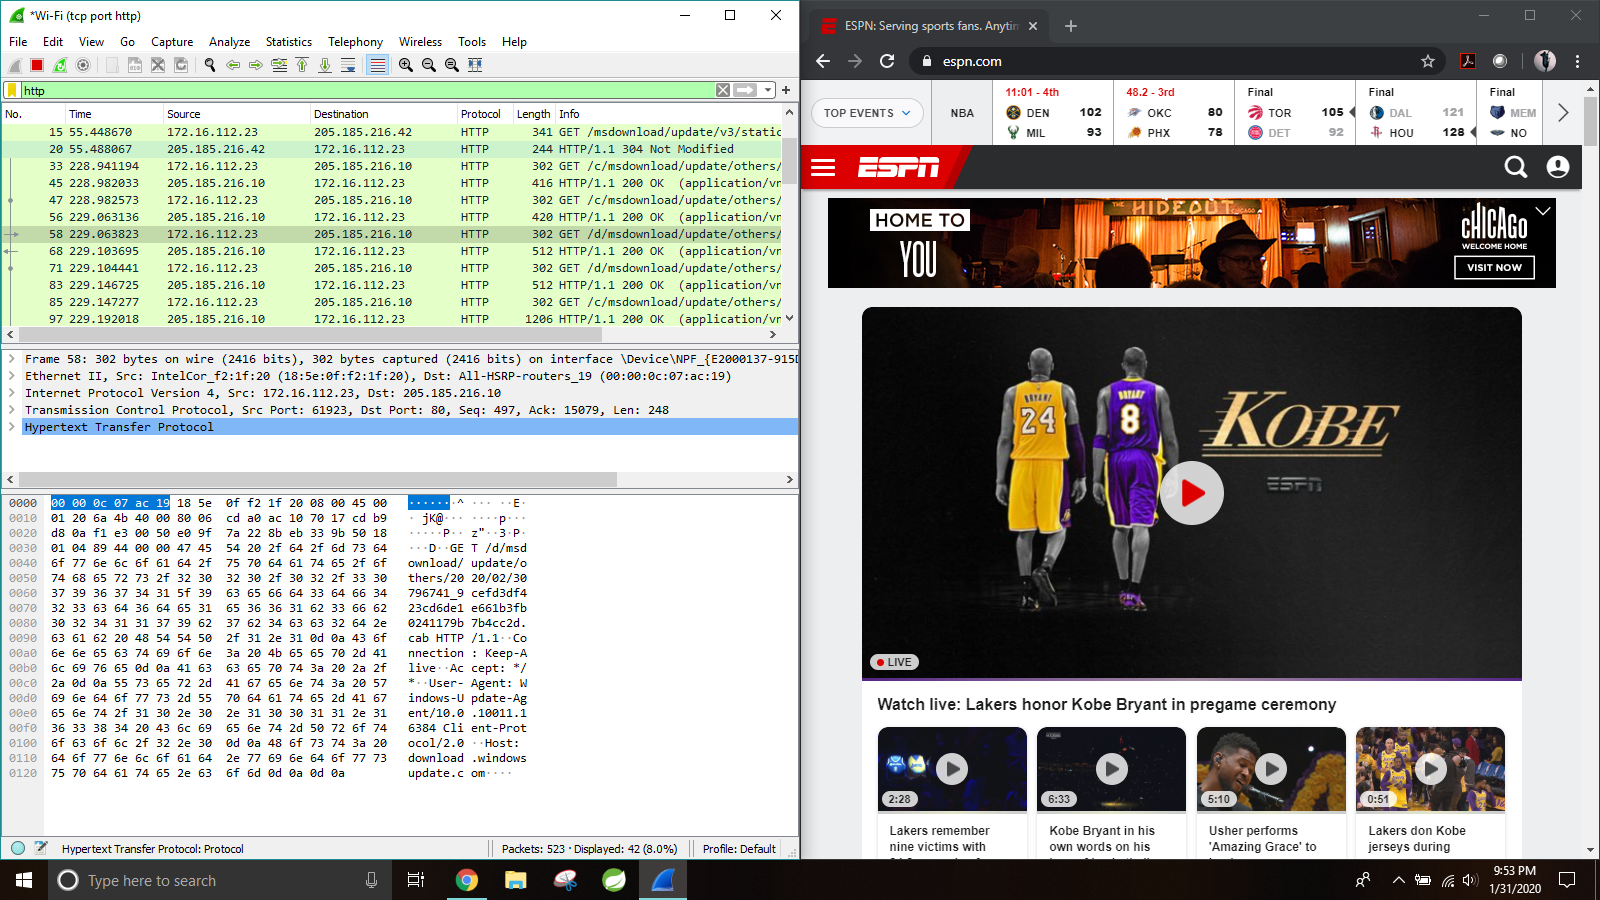 *Wi-Fi (tcp port http)
File Edit View Go Capture Analyze Statistics Telephony Wireless Tools Help
http
No. Time Source Destination Protocol Length Info
15 55.448670 172.16.112.23 205.185.216.42 HTTP 341 GET /msdownload/update/v3/static
20 55.488067 205.185.216.42 172.16.112.23 HTTP 244 HTTP/1.1 304 Not Modified
33 228.941194 172.16.112.23 205.185.216.10 HTTP 302 GET /c/msdownload/update/others/
45 228.982033 205.185.216.10 172.16.112.23 HTTP 416 HTTP/1.1 200 OK (application/vn
47 228.982573 172.16.112.23 205.185.216.10 HTTP 302 GET /c/msdownload/update/others/
56 229.063136 205.185.216.10 172.16.112.23 HTTP 420 HTTP/1.1 200 OK (application/vn
58 229.063823 172.16.112.23 205.185.216.10 HTTP 302 GET /d/msdownload/update/others/
68 229.103695 205.185.216.10 172.16.112.23 HTTP 512 HTTP/1.1 200 OK (application/vn
71 229.104441 172.16.112.23 205.185.216.10 HTTP 302 GET /d/msdownload/update/others/
83 229.146725 205.185.216.10 172.16.112.23 HTTP 512 HTTP/1.1 200 OK (application/vn
85 229.147277 172.16.112.23 205.185.216.10 HTTP 302 GET /c/msdownload/update/others/
97 229.192018 205.185.216.10 172.16.112.23 HTTP 1206 HTTP/1.1 200 OK (application/vn
Frame 58: 302 bytes on wire (2416 bits), 302 bytes captured (2416 bits) on interface \Device\NPF_{E2000137-915D
Ethernet II, Src: IntelCor_f2:1f:20 (18:5e:0f:f2:1f:20), Dst: All-HSRP-routers_19 (00:00:0c:07:ac:19)
Internet Protocol Version 4, Src: 172.16.112.23, Dst: 205.185.216.10
Transmission Control Protocol, Src Port: 61923, Dst Port: 80, Seq: 497, Ack: 15079, Len: 248
Hypertext Transfer Protocol
0000 00 00 0c 07 ac 19 18 5e 0f f2 1f 20 08 00 45 00 ·······^ ··· ··E·
0010 01 20 6a 4b 40 00 80 06 cd a0 ac 10 70 17 cd b9 · jK@··· ····p···
0020 d8 0a f1 e3 00 50 e0 9f 7a 22 8b eb 33 9b 50 18 ·····P·· z"··3·P·
0030 01 04 89 44 00 00 47 45 54 20 2f 64 2f 6d 73 64 ···D··GE T /d/msd
0040 6f 77 6e 6c 6f 61 64 2f 75 70 64 61 74 65 2f 6f ownload/ update/o
0050 74 68 65 72 73 2f 32 30 32 30 2f 30 32 2f 33 30 thers/20 20/02/30
0060 37 39 36 37 34 31 5f 39 63 65 66 64 33 64 66 34 796741_9 cefd3df4
0070 32 33 63 64 36 64 65 31 65 36 36 31 62 33 66 62 23cd6de1 e661b3fb
0080 30 32 34 31 31 37 39 62 37 62 34 63 63 32 64 2e 0241179b 7b4cc2d.
0090 63 61 62 20 48 54 54 50 2f 31 2e 31 0d 0a 43 6f cab HTTP /1.1··Co
00a0 6e 6e 65 63 74 69 6f 6e 3a 20 4b 65 65 70 2d 41 nnection : Keep-A
00b0 6c 69 76 65 0d 0a 41 63 63 65 70 74 3a 20 2a 2f live··Ac cept: */
00c0 2a 0d 0a 55 73 65 72 2d 41 67 65 6e 74 3a 20 57 *··User- Agent: W
00d0 69 6e 64 6f 77 73 2d 55 70 64 61 74 65 2d 41 67 indows-U pdate-Ag
00e0 65 6e 74 2f 31 30 2e 30 2e 31 30 30 31 31 2e 31 ent/10.0 .10011.1
00f0 36 33 38 34 20 43 6c 69 65 6e 74 2d 50 72 6f 74 6384 Cli ent-Prot
0100 6f 63 6f 6c 2f 32 2e 30 0d 0a 48 6f 73 74 3a 20 ocol/2.0 ··Host:
0110 64 6f 77 6e 6c 6f 61 64 2e 77 69 6e 64 6f 77 73 download .windows
0120 75 70 64 61 74 65 2e 63 6f 6d 0d 0a 0d 0a update.c om····
Hypertext Transfer Protocol: Protocol Packets: 523 · Displayed: 42 (8.0%) Profile: Default
ESPN: Serving sports fans. Anytim
espn.com
TOP EVENTS
NBA
11:01 - 4th
DEN 102
MIL 93
48.2 - 3rd
OKC 80
PHX 78
Final
TOR 105
DET 92
Final
DAL 121
HOU 128
Final
MEM
NO
ESPN
HOME TO
YOU
THE HIDEOUT
CHICAGO
WELCOME HOME
VISIT NOW
BRYANT
24
BRYANT
8
KOBE
ESPN
LIVE
Watch live: Lakers honor Kobe Bryant in pregame ceremony
2:28
6:33
5:10
0:51
Lakers remember
nine victims with
Kobe Bryant in his
own words on his
Usher performs
'Amazing Grace' to
Lakers don Kobe
jerseys during
Type here to search
9:53 PM
1/31/2020